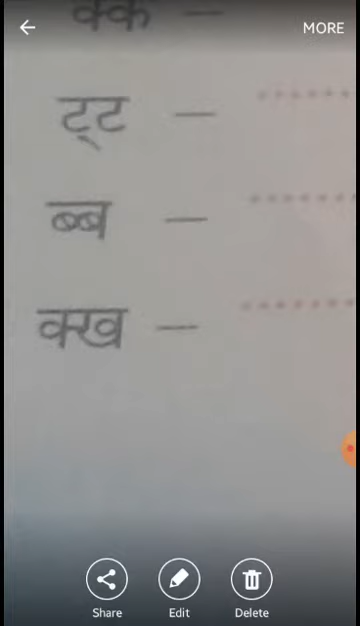 MORE
क्क —
ट्ट — ........
ब्ब — ........
क्ख — ........
Share Edit Delete